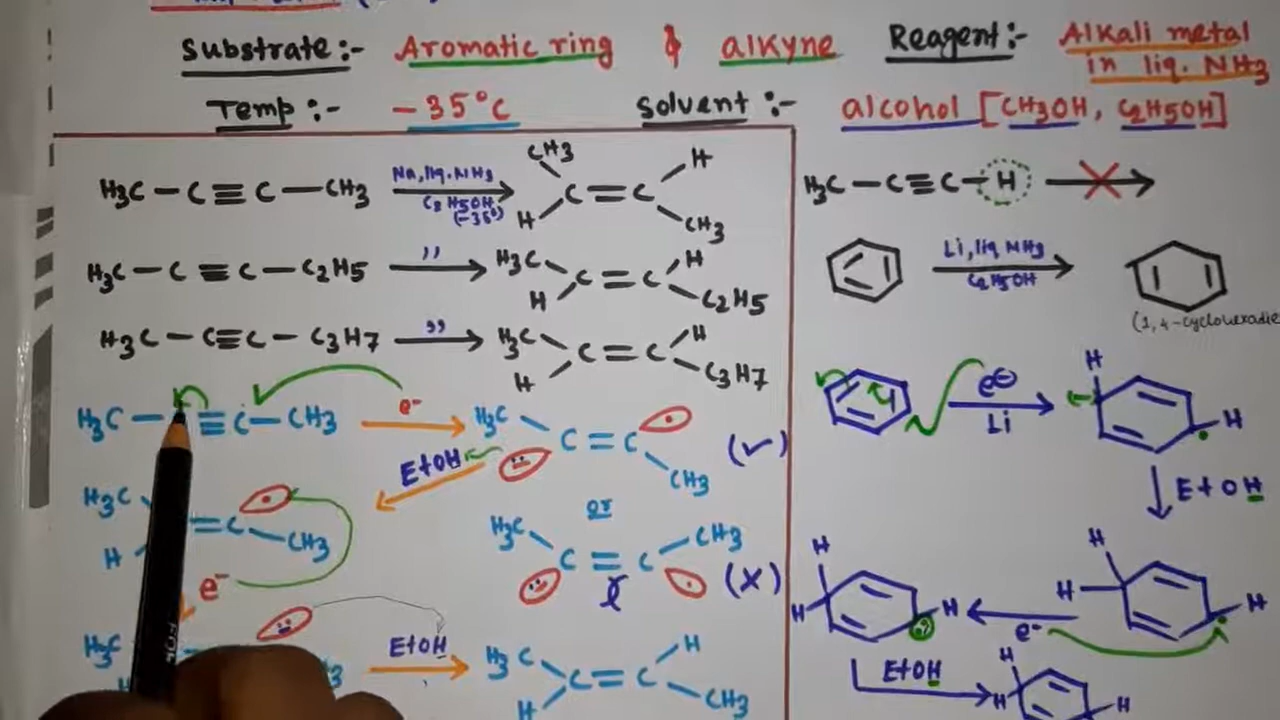 Substrate:- Aromatic ring & alkyne Reagent:- Alkali metal in liq. NH3
Temp:- -35°C Solvent:- alcohol [CH3OH, C2H5OH]
H3C — C ≡ C — CH3 Na, liq. NH3 C2H5OH (-35°) CH3 H C = C H CH3
H3C — C ≡ C — C2H5 ,, H3C H C = C H C2H5
H3C — C ≡ C — C3H7 ,, H3C H C = C H C3H7
H3C — ≡ C — CH3 e- H3C C = C CH3 (✓)
EtOH
H3C = C CH3 H
or
H3C C = C CH3 (x)
e-
H3C EtOH H3C H C = C H CH3
H3C — C ≡ C — H
Li, liq NH3 C2H5OH
(1,4-cyclohexadie
e⊖ Li H H
EtOH
H H H e- H H H
EtOH H H H